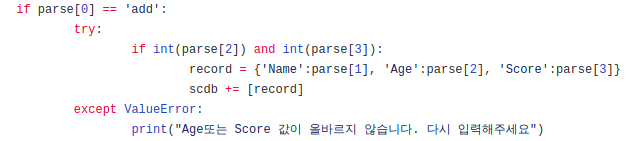 if parse[0] == 'add':
try:
if int(parse[2]) and int(parse[3]):
record = {'Name':parse[1], 'Age':parse[2], 'Score':parse[3]}
scdb += [record]
except ValueError:
print("Age또는 Score 값이 올바르지 않습니다. 다시 입력해주세요")